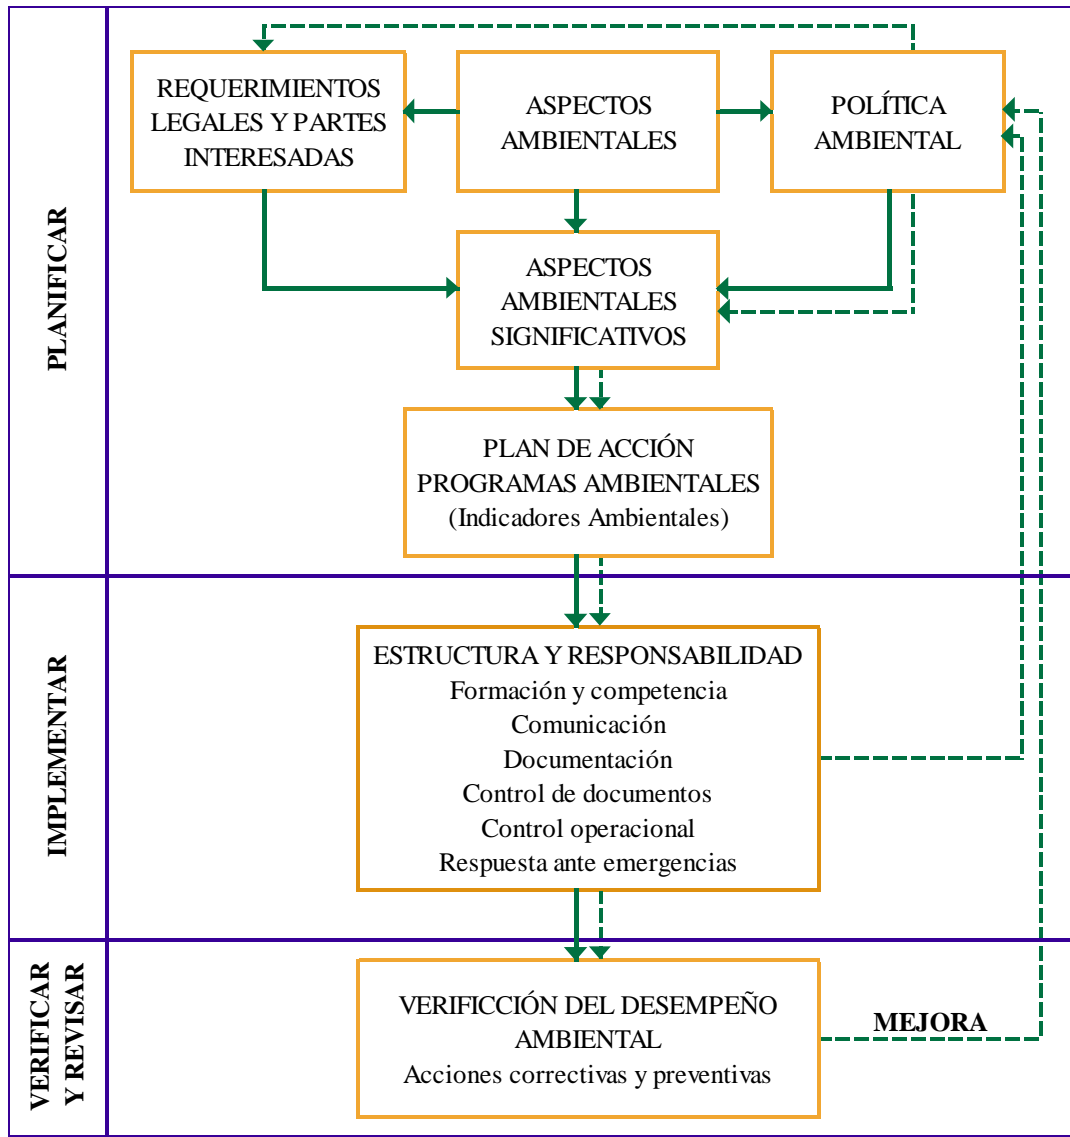 PLANIFICAR
REQUERIMIENTOS
LEGALES Y PARTES
INTERESADAS
ASPECTOS
AMBIENTALES
POLÍTICA
AMBIENTAL
ASPECTOS
AMBIENTALES
SIGNIFICATIVOS
PLAN DE ACCIÓN
PROGRAMAS AMBIENTALES
(Indicadores Ambientales)
IMPLEMENTAR
ESTRUCTURA Y RESPONSABILIDAD
Formación y competencia
Comunicación
Documentación
Control de documentos
Control operacional
Respuesta ante emergencias
VERIFICAR
Y REVISAR
VERIFICCIÓN DEL DESEMPEÑO
AMBIENTAL
Acciones correctivas y preventivas
MEJORA